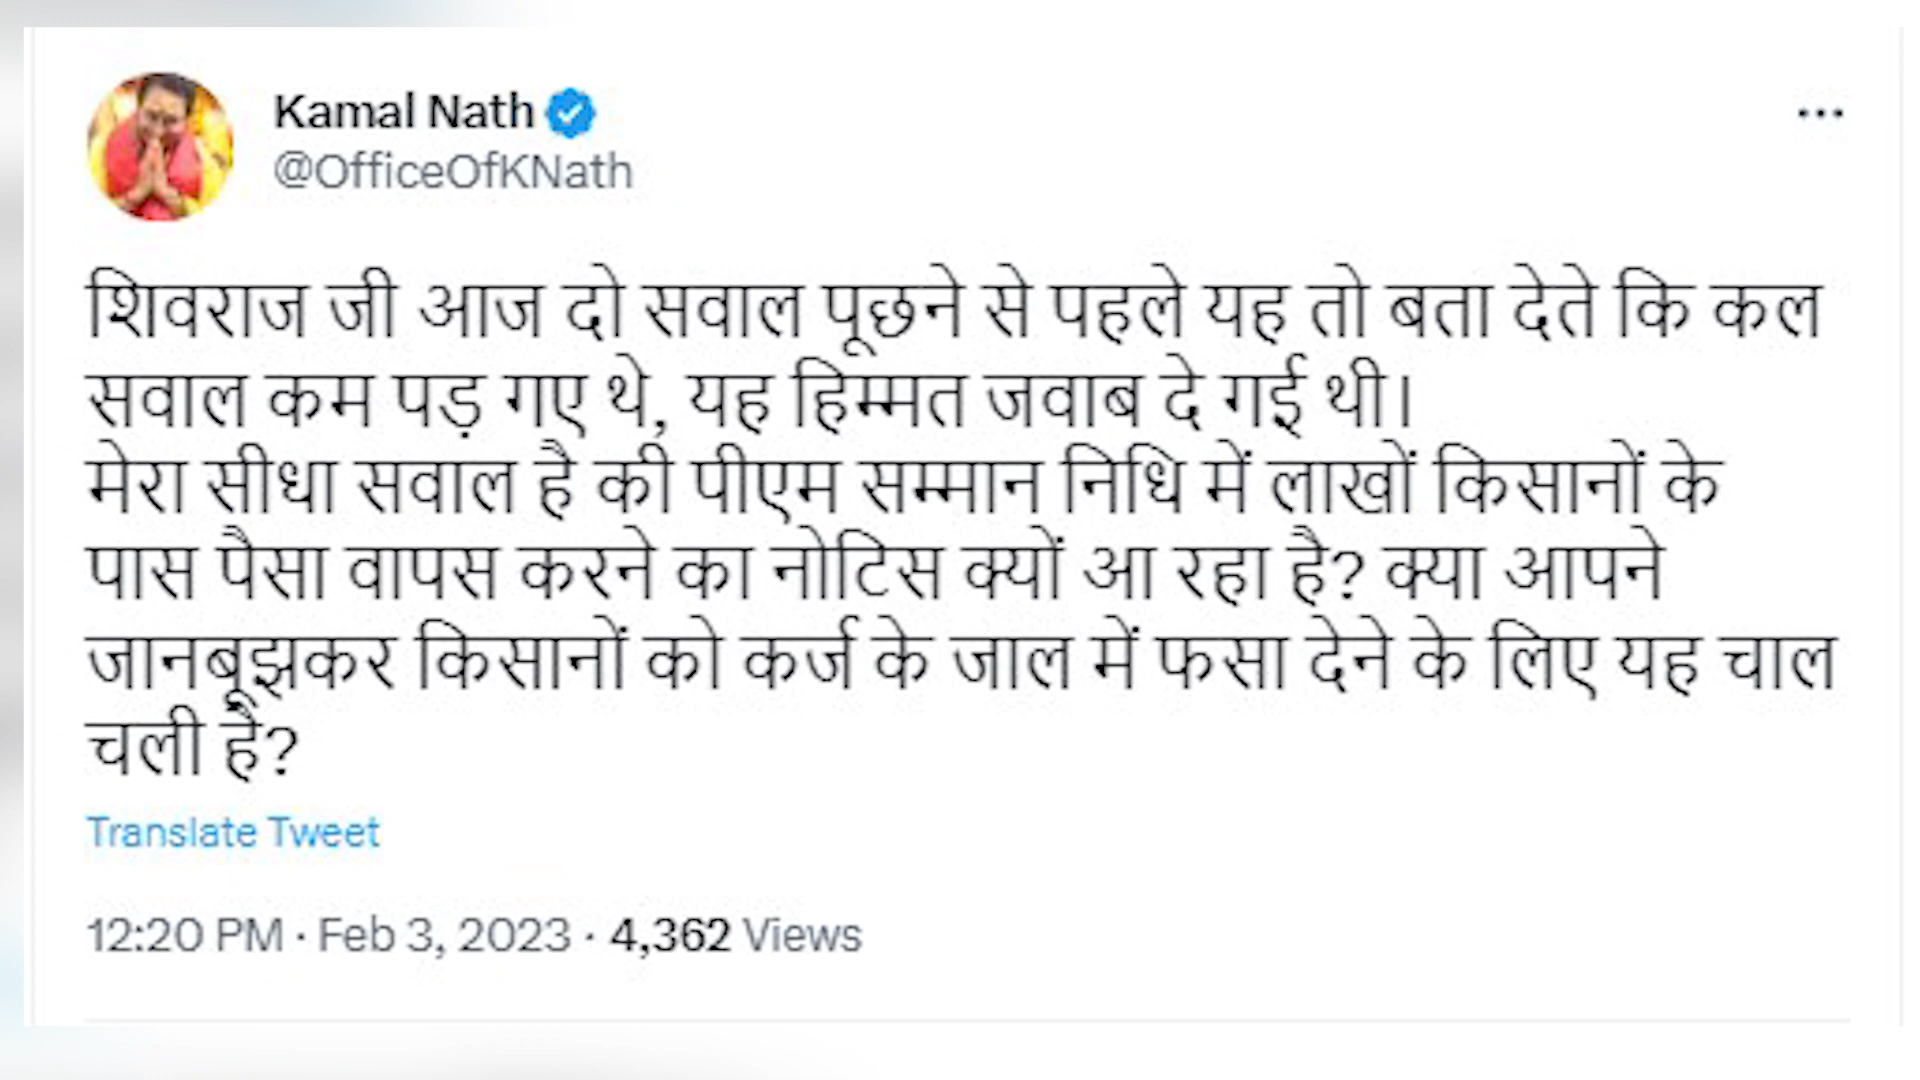 Kamal Nath
@OfficeOfKNath
शिवराज जी आज दो सवाल पूछने से पहले यह तो बता देते कि कल
सवाल कम पड़ गए थे, यह हिम्मत जवाब दे गई थी।
मेरा सीधा सवाल है की पीएम सम्मान निधि में लाखों किसानों के
पास पैसा वापस करने का नोटिस क्यों आ रहा है? क्या आपने
जानबूझकर किसानों को कर्ज के जाल में फसा देने के लिए यह चाल
चली है?
Translate Tweet
12:20 PM · Feb 3, 2023 · 4,362 Views